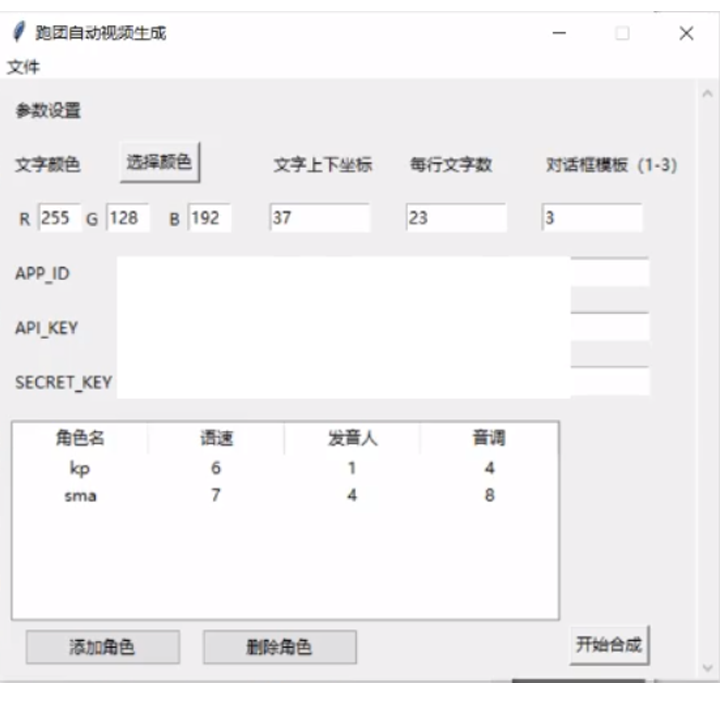 跑团自动视频生成
文件
参数设置
文字颜色 选择颜色 文字上下坐标 每行文字数 对话框模板（1-3）
R 255 G 128 B 192 37 23 3
APP_ID
API_KEY
SECRET_KEY
角色名 语速 发音人 音调
kp 6 1 4
sma 7 4 8
添加角色 删除角色 开始合成